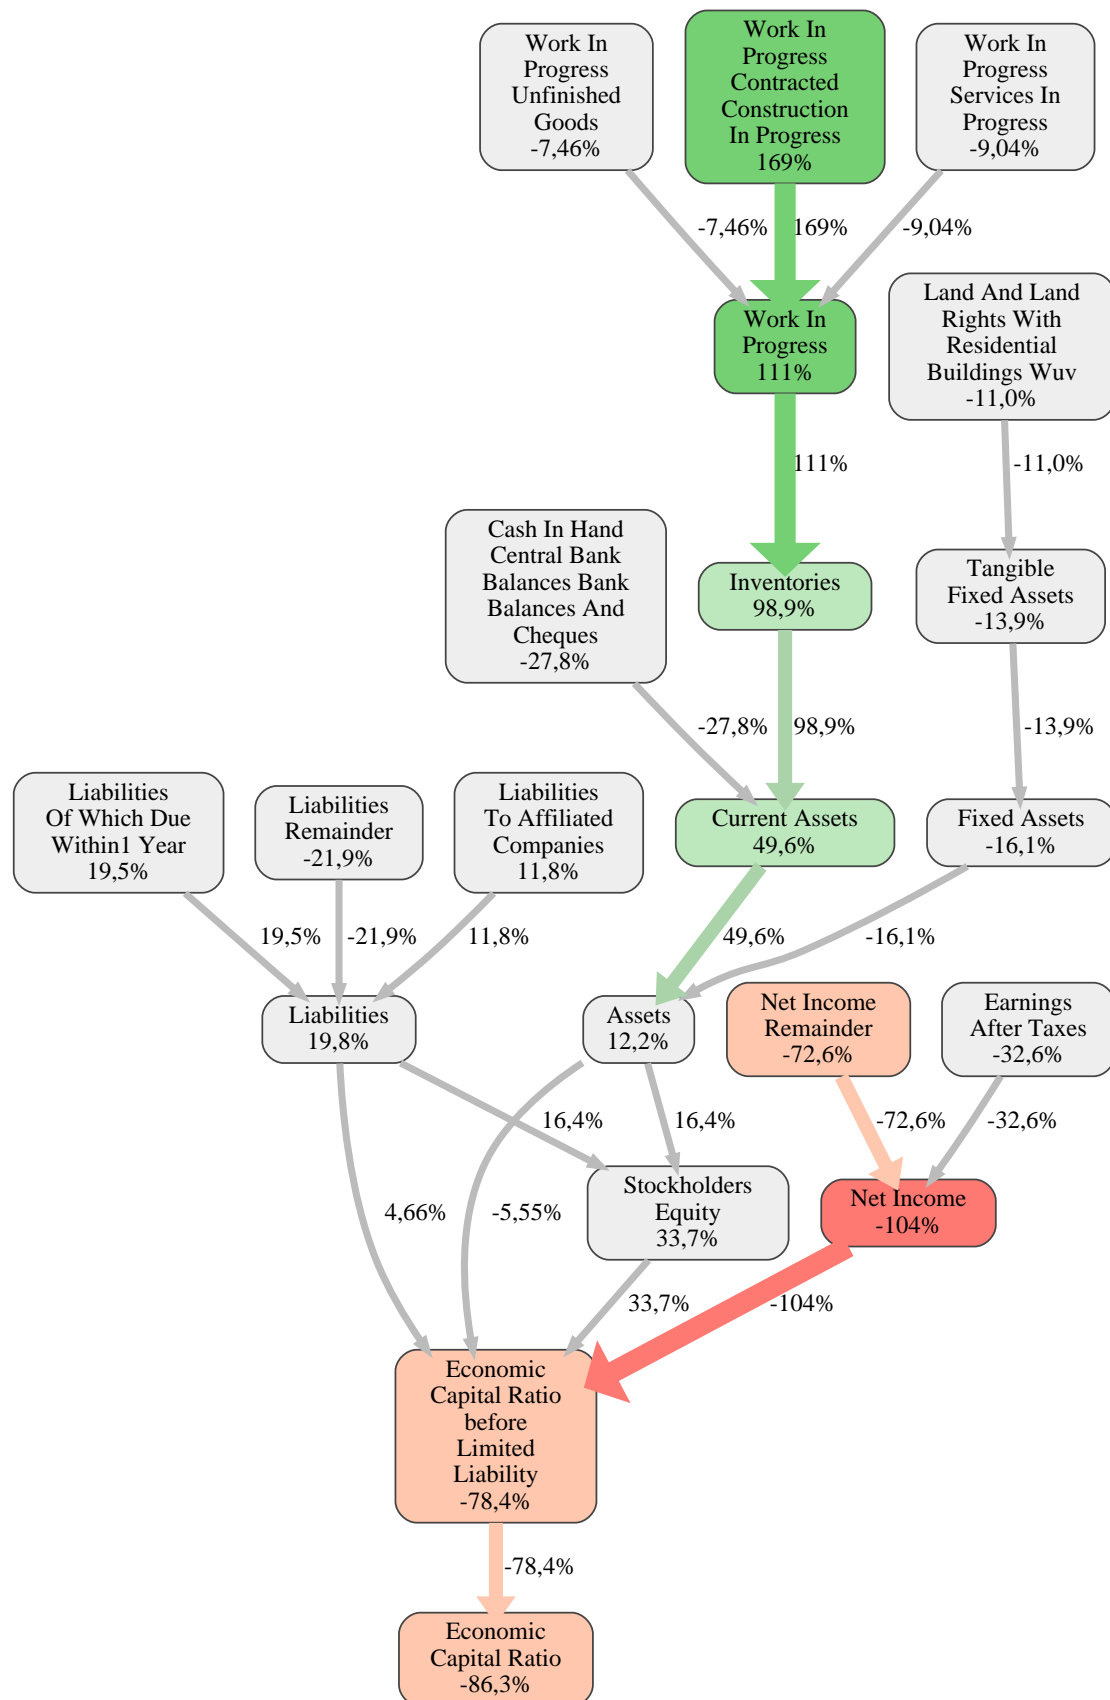 Work In
Progress
Unfinished
Goods
-7,46%
Work In
Progress
Contracted
Construction
In Progress
169%
Work In
Progress
Services In
Progress
-9,04%
-7,46%
169%
-9,04%
Work In
Progress
111%
Land And Land
Rights With
Residential
Buildings Wuv
-11,0%
111%
-11,0%
Cash In Hand
Central Bank
Balances Bank
Balances And
Cheques
-27,8%
Inventories
98,9%
Tangible
Fixed Assets
-13,9%
-27,8%
98,9%
-13,9%
Liabilities
Of Which Due
Within1 Year
19,5%
Liabilities
Remainder
-21,9%
Liabilities
To Affiliated
Companies
11,8%
Current Assets
49,6%
Fixed Assets
-16,1%
19,5%
-21,9%
11,8%
49,6%
-16,1%
Liabilities
19,8%
Assets
12,2%
Net Income
Remainder
-72,6%
Earnings
After Taxes
-32,6%
16,4%
16,4%
-72,6%
-32,6%
4,66%
-5,55%
Stockholders
Equity
33,7%
Net Income
-104%
33,7%
-104%
Economic
Capital Ratio
before
Limited
Liability
-78,4%
-78,4%
Economic
Capital Ratio
-86,3%